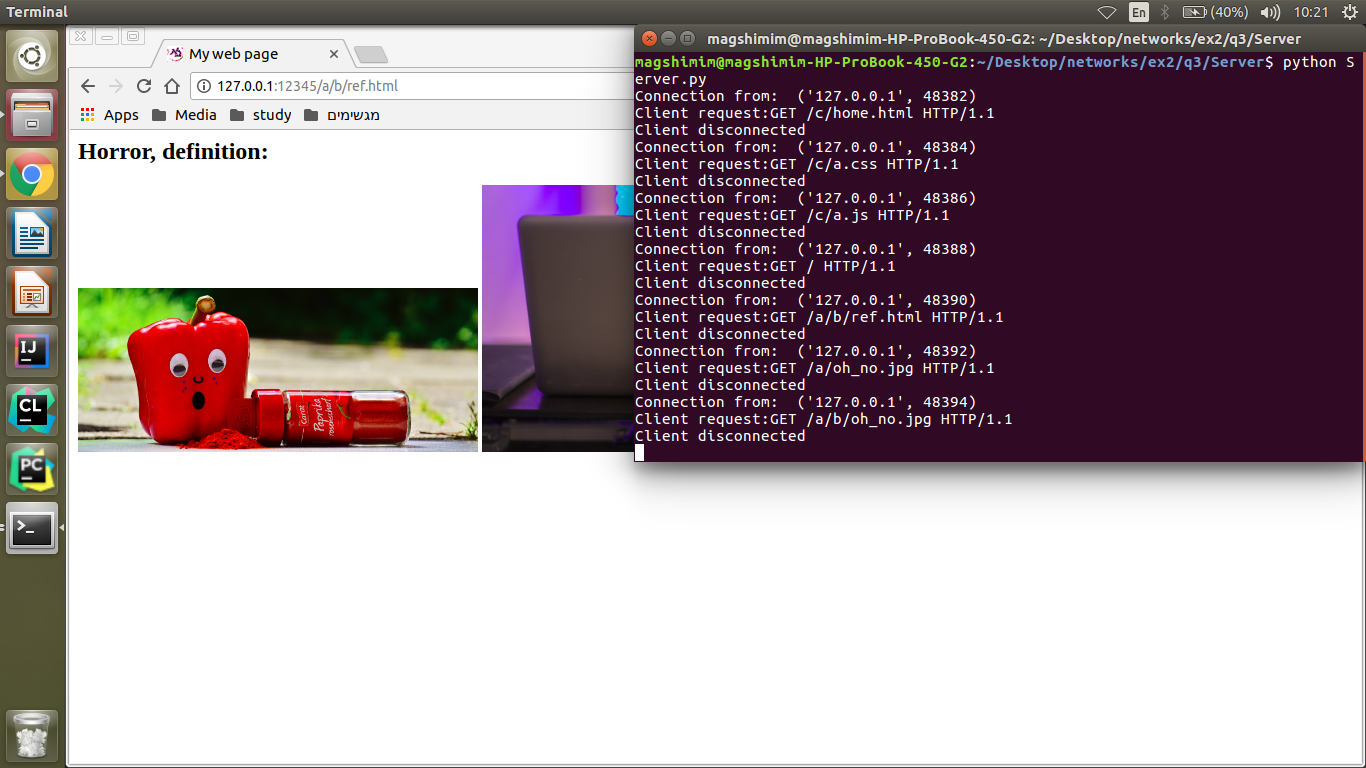 Terminal
En
(40%)
10:21
My web page
127.0.0.1:12345/a/b/ref.html
Apps
Media
study
מגשימים
Horror, definition:
Carat
Paprika
rosenscharf
IJ
CL
PC
>_
magshimim@magshimim-HP-ProBook-450-G2: ~/Desktop/networks/ex2/q3/Server
magshimim@magshimim-HP-ProBook-450-G2:~/Desktop/networks/ex2/q3/Server$ python S
erver.py
Connection from:  ('127.0.0.1', 48382)
Client request:GET /c/home.html HTTP/1.1
Client disconnected
Connection from:  ('127.0.0.1', 48384)
Client request:GET /c/a.css HTTP/1.1
Client disconnected
Connection from:  ('127.0.0.1', 48386)
Client request:GET /c/a.js HTTP/1.1
Client disconnected
Connection from:  ('127.0.0.1', 48388)
Client request:GET / HTTP/1.1
Client disconnected
Connection from:  ('127.0.0.1', 48390)
Client request:GET /a/b/ref.html HTTP/1.1
Client disconnected
Connection from:  ('127.0.0.1', 48392)
Client request:GET /a/oh_no.jpg HTTP/1.1
Client disconnected
Connection from:  ('127.0.0.1', 48394)
Client request:GET /a/b/oh_no.jpg HTTP/1.1
Client disconnected